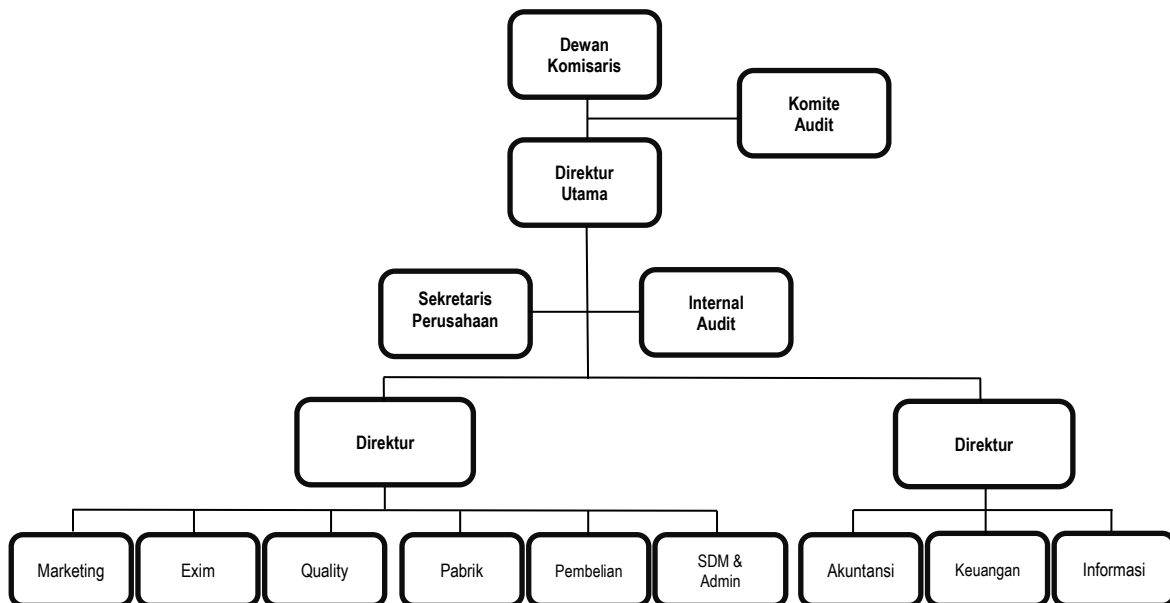 Dewan
Komisaris
Komite
Audit
Direktur
Utama
Sekretaris
Perusahaan
Internal
Audit
Direktur
Direktur
Marketing
Exim
Quality
Pabrik
Pembelian
SDM &
Admin
Akuntansi
Keuangan
Informasi